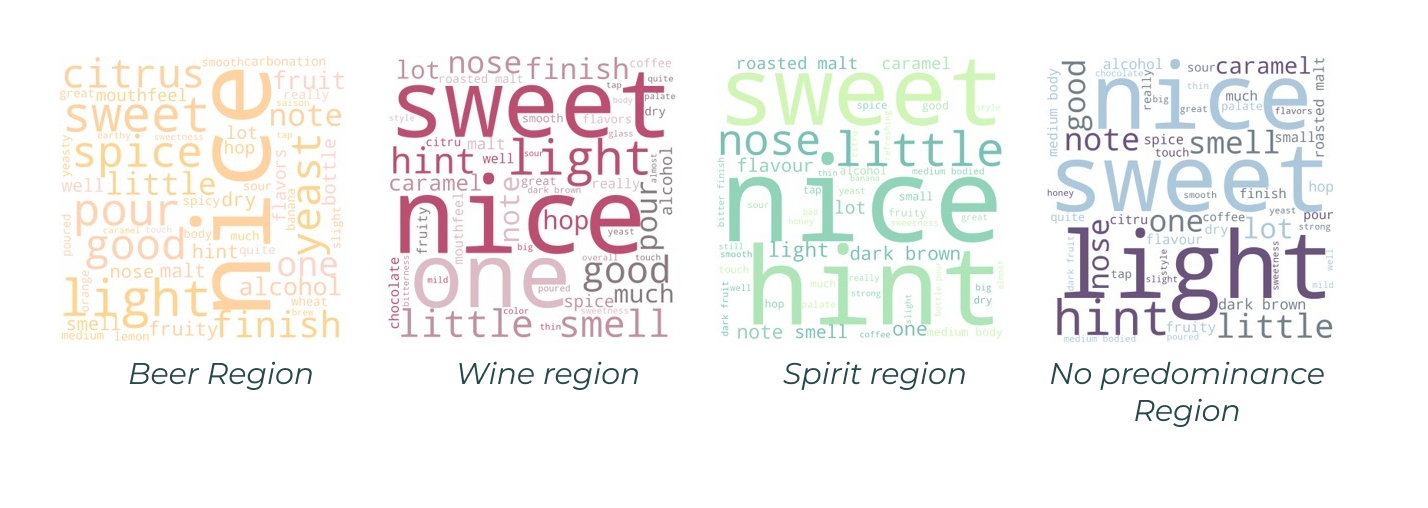 citrus
smooth
carbonation
great
mouthfeel
fruit
really
sweet
saison
note
earthy
sweetness
lot
hop
tap
yeasty
spice
flavors
yeast
bottle
well
little
sour
spicy
dry
banana
pour
nice
caramel
touch
poured
good
body
much
hint
quite
slight
nose
malt
one
orange
alcohol
light
wheat
brew
smell
fruity
finish
medium
lemon
Beer Region
lot
nose
finish
coffee
roasted malt
quite
tap
body
palate
style
sweet
dry
smooth
flavors
glass
citru
malt
hint
well
sour
light
almost
alcohol
caramel
great
really
dark brown
note
mouthfeel
nice
hop
pour
fruity
yeast
big
overall
touch
chocolate
bitterness
one
mild
poured
good
spice
much
sweetness
color
little
thin
smell
Wine region
roasted malt
caramel
sweet
spice
good
style
refreshing
nose
little
flavour
thin
alcohol
medium bodied
banana
bitter finish
tap
yeast
small
sour
lot
nice
fruity
bad
honey
sweetness
great
still
smooth
light
dark brown
touch
well
hint
really
much
strong
big
dry
almost
hop
palate
slight
dark fruit
note
smell
coffee
one
medium body
Spirit region
alcohol
chocolate
sour
caramel
good
nice
really
thin
big
much
palate
great
flavors
medium body
roasted malt
note
spice
touch
smell
small
sweet
honey
smooth
finish
hop
yeast
quite
citru
one
coffee
dry
lot
pour
strong
flavour
nose
light
dark fruit
tap
slight
style
sweetness
well
mild
dark brown
hint
fruity
little
medium bodied
poured
No predominance
Region